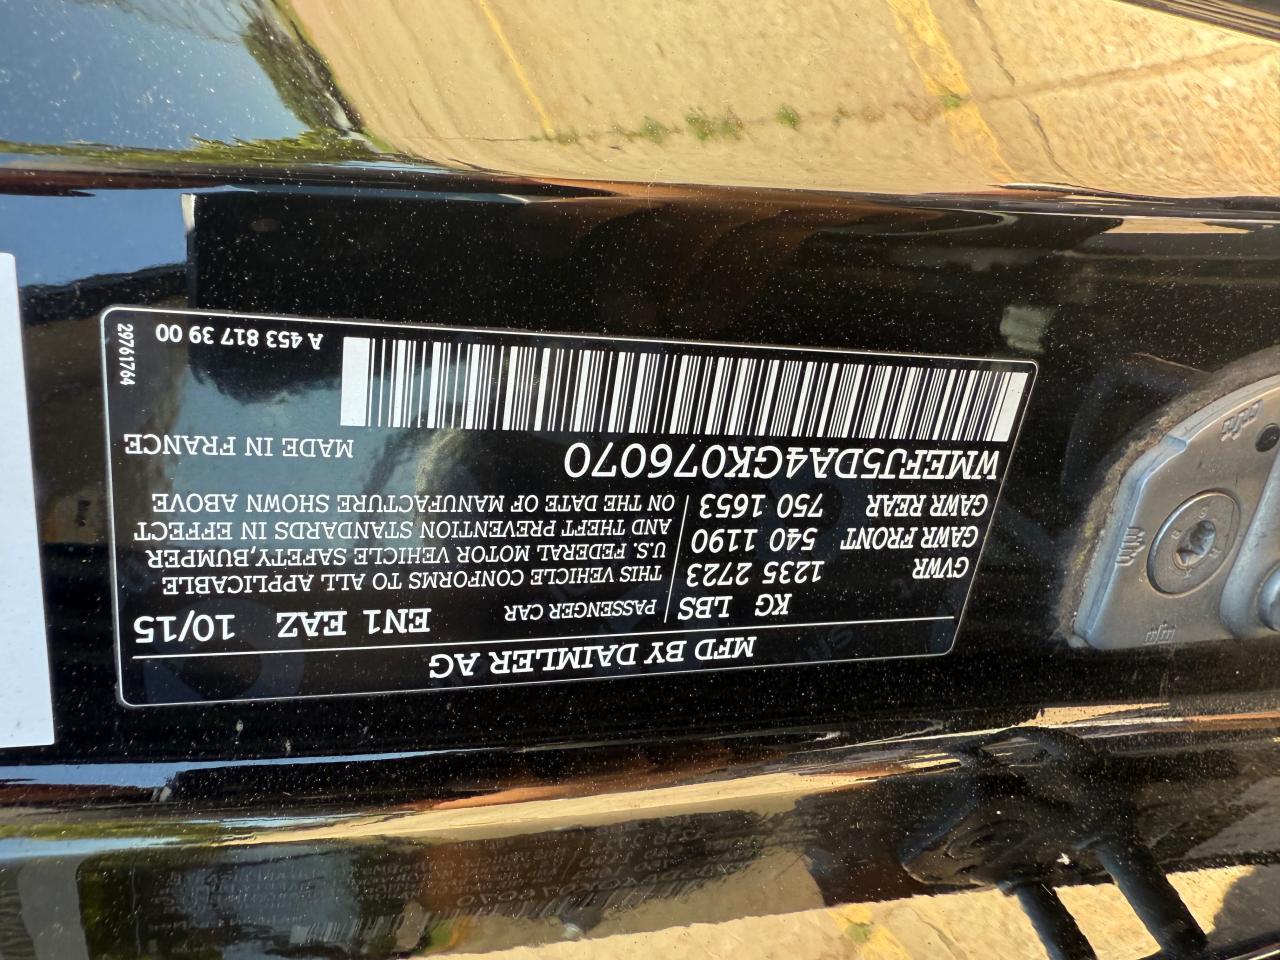 MFD BY DAIMLER AG
KG LBS PASSENGER CAR EN1 EAZ 10/15
GVWR 1235 2723
GAWR FRONT 540 1190
GAWR REAR 750 1653
THIS VEHICLE CONFORMS TO ALL APPLICABLE
U.S. FEDERAL MOTOR VEHICLE SAFETY, BUMPER
AND THEFT PREVENTION STANDARDS IN EFFECT
ON THE DATE OF MANUFACTURE SHOWN ABOVE
WMEFJ5DA4GK076070 MADE IN FRANCE
A 453 817 39 00
29761764